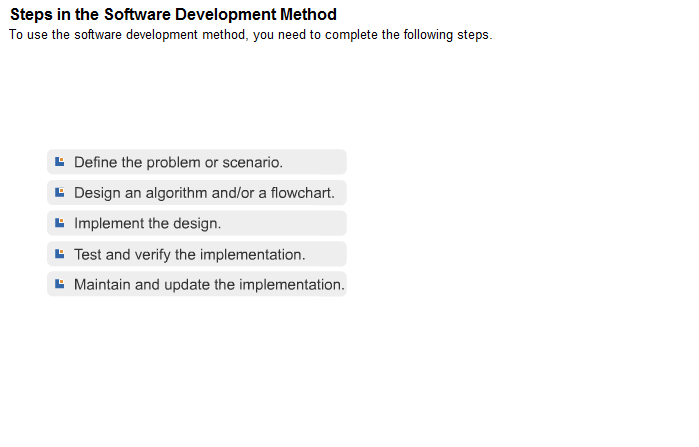 Steps in the Software Development Method
To use the software development method, you need to complete the following steps.
Define the problem or scenario.
Design an algorithm and/or a flowchart.
Implement the design.
Test and verify the implementation.
Maintain and update the implementation.